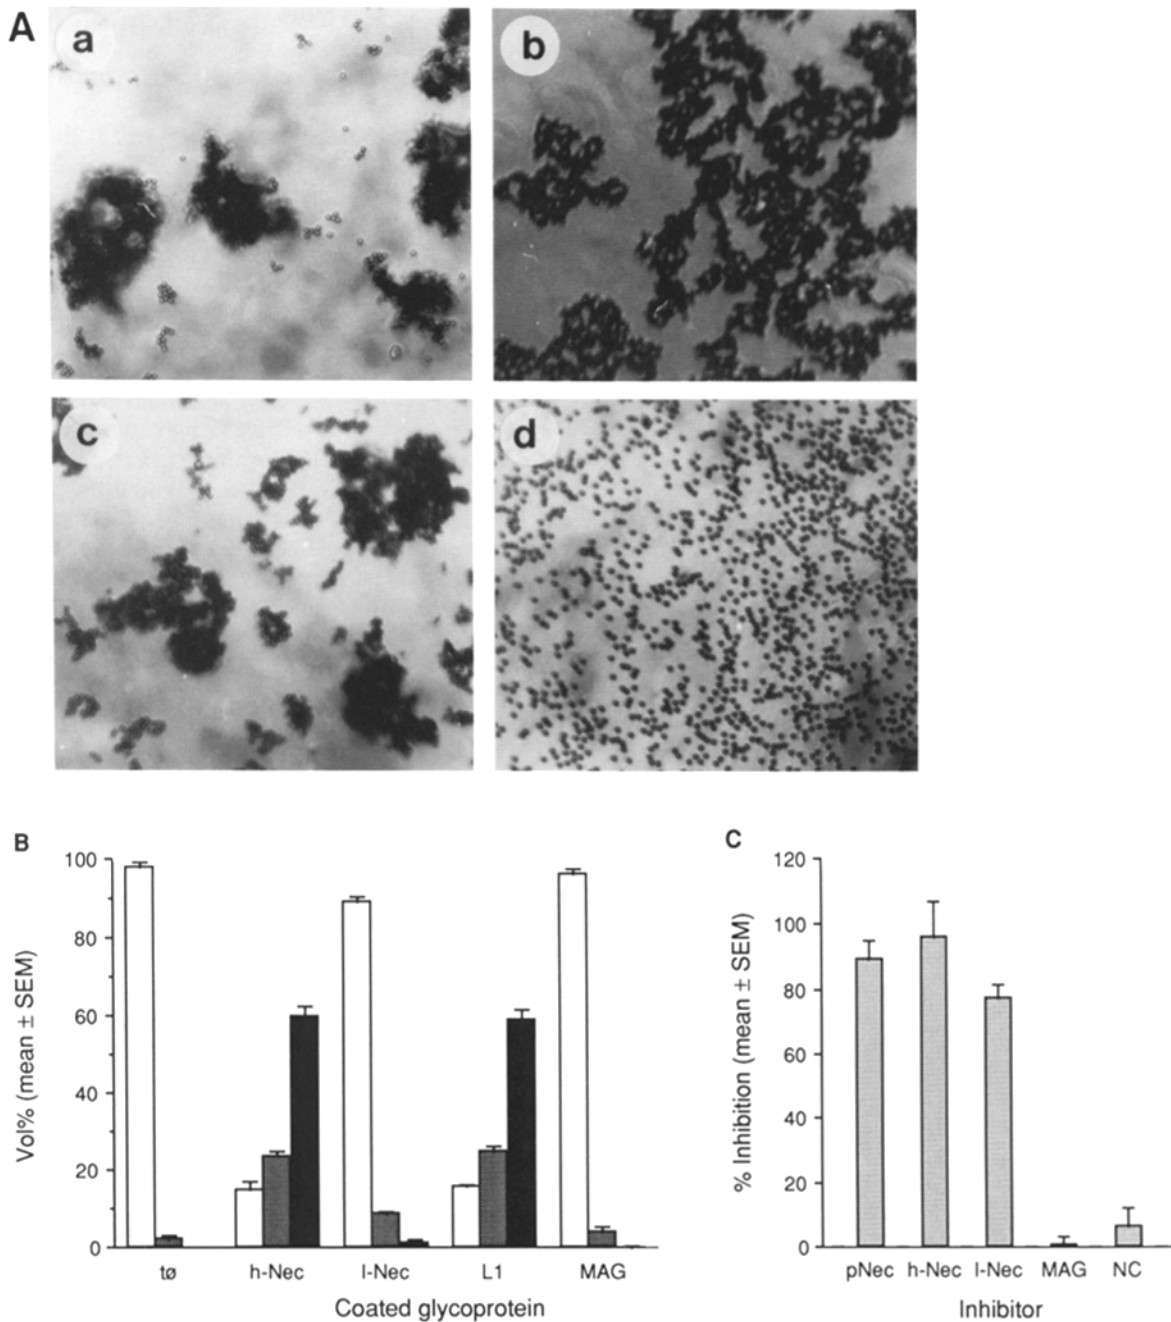 A
a
b
c
d
B
Vol% (mean ± SEM)
100
80
60
40
20
0
tø
h-Nec
l-Nec
L1
MAG
Coated glycoprotein
C
% Inhibition (mean ± SEM)
120
100
80
60
40
20
0
pNec
h-Nec
l-Nec
MAG
NC
Inhibitor